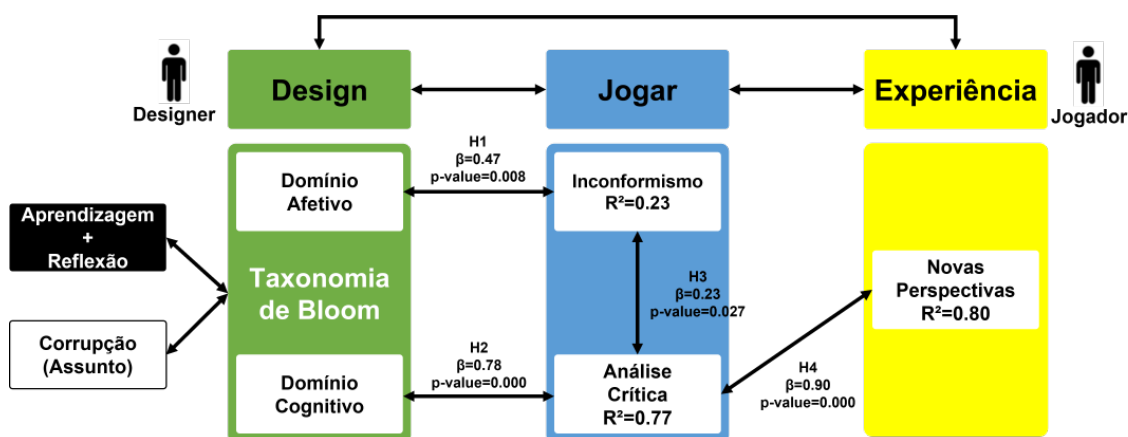 Design
Jogar
Experiência
Designer
Jogador
H1
β=0.47
p-value=0.008
Domínio
Afetivo
Inconformismo
R²=0.23
Aprendizagem
+
Reflexão
Taxonomia
de Bloom
H3
β=0.23
p-value=0.027
Novas
Perspectivas
R²=0.80
Corrupção
(Assunto)
H2
β=0.78
p-value=0.000
Domínio
Cognitivo
Análise
Crítica
R²=0.77
H4
β=0.90
p-value=0.000